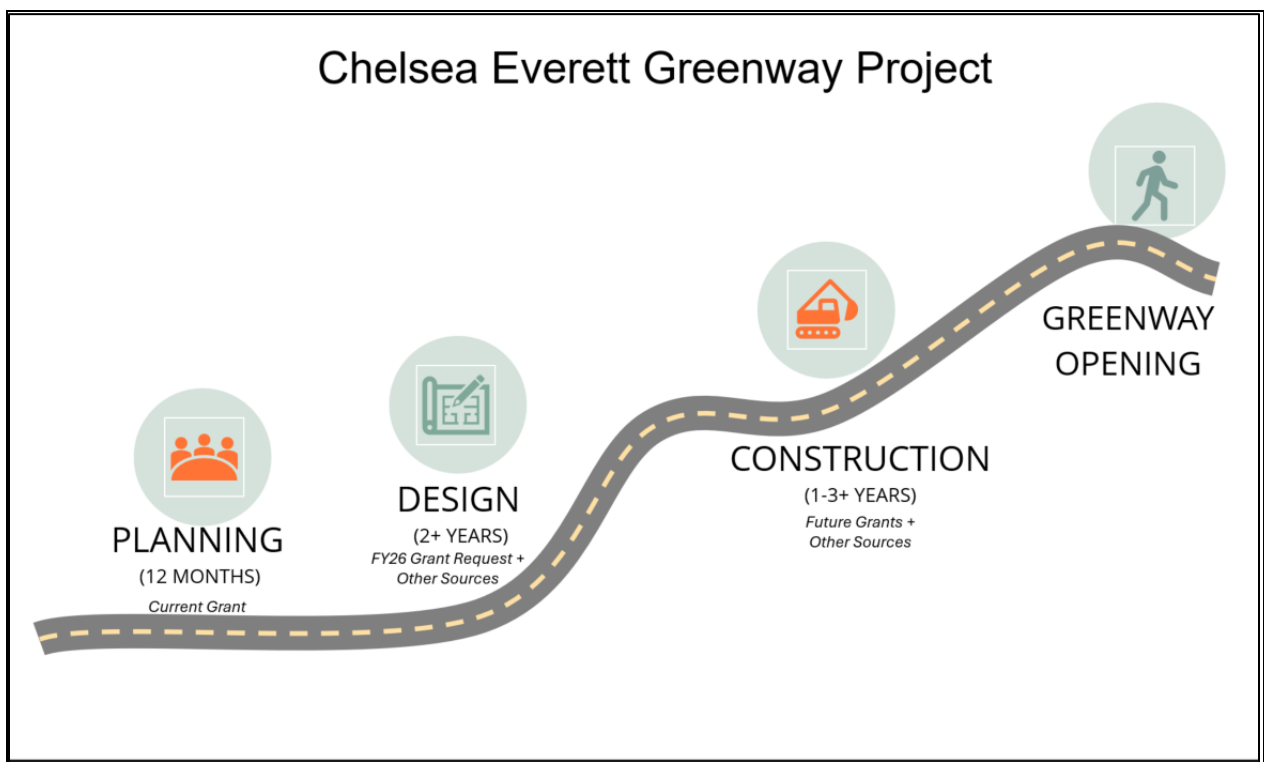 Chelsea Everett Greenway Project
PLANNING
(12 MONTHS)
Current Grant
DESIGN
(2+ YEARS)
FY26 Grant Request +
Other Sources
CONSTRUCTION
(1-3+ YEARS)
Future Grants +
Other Sources
GREENWAY
OPENING